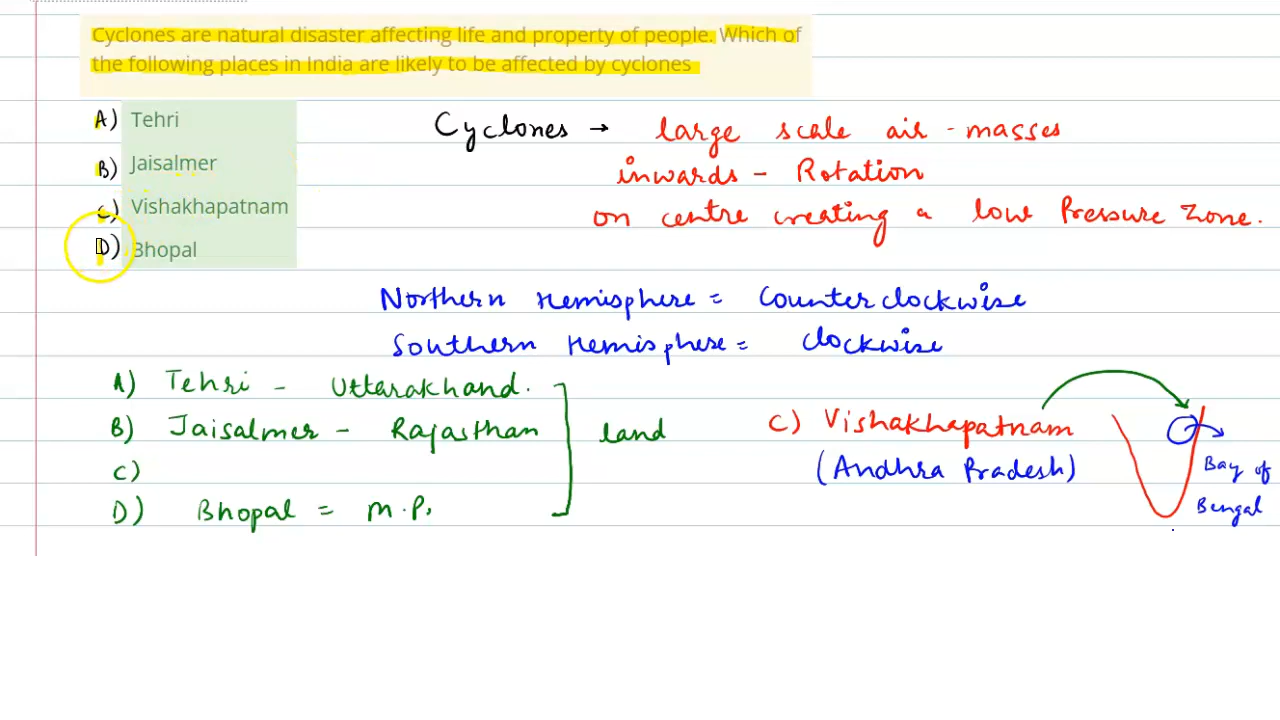 Cyclones are natural disaster affecting life and property of people. Which of
the following places in India are likely to be affected by cyclones
A) Tehri
B) Jaisalmer
C) Vishakhapatnam
D) Bhopal
Cyclones → large scale air - masses
inwards - Rotation
on centre creating a low Pressure Zone.
Northern Hemisphere = Counterclockwise
Southern Hemisphere = clockwise
A) Tehri - Uttarakhand.
B) Jaisalmer - Rajasthan
C)
D) Bhopal = M.P.
land
C) Vishakhapatnam
(Andhra Pradesh)
Bay of
Bengal